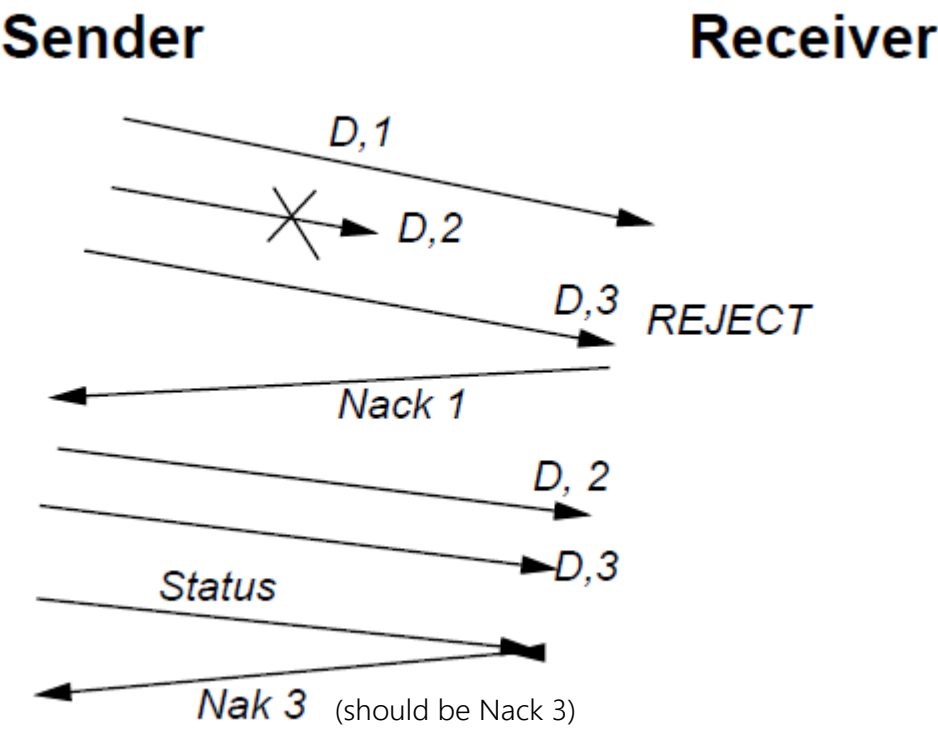 Sender Receiver
D,1
D,2
D,3 REJECT
Nack 1
D, 2
D,3
Status
Nak 3 (should be Nack 3)